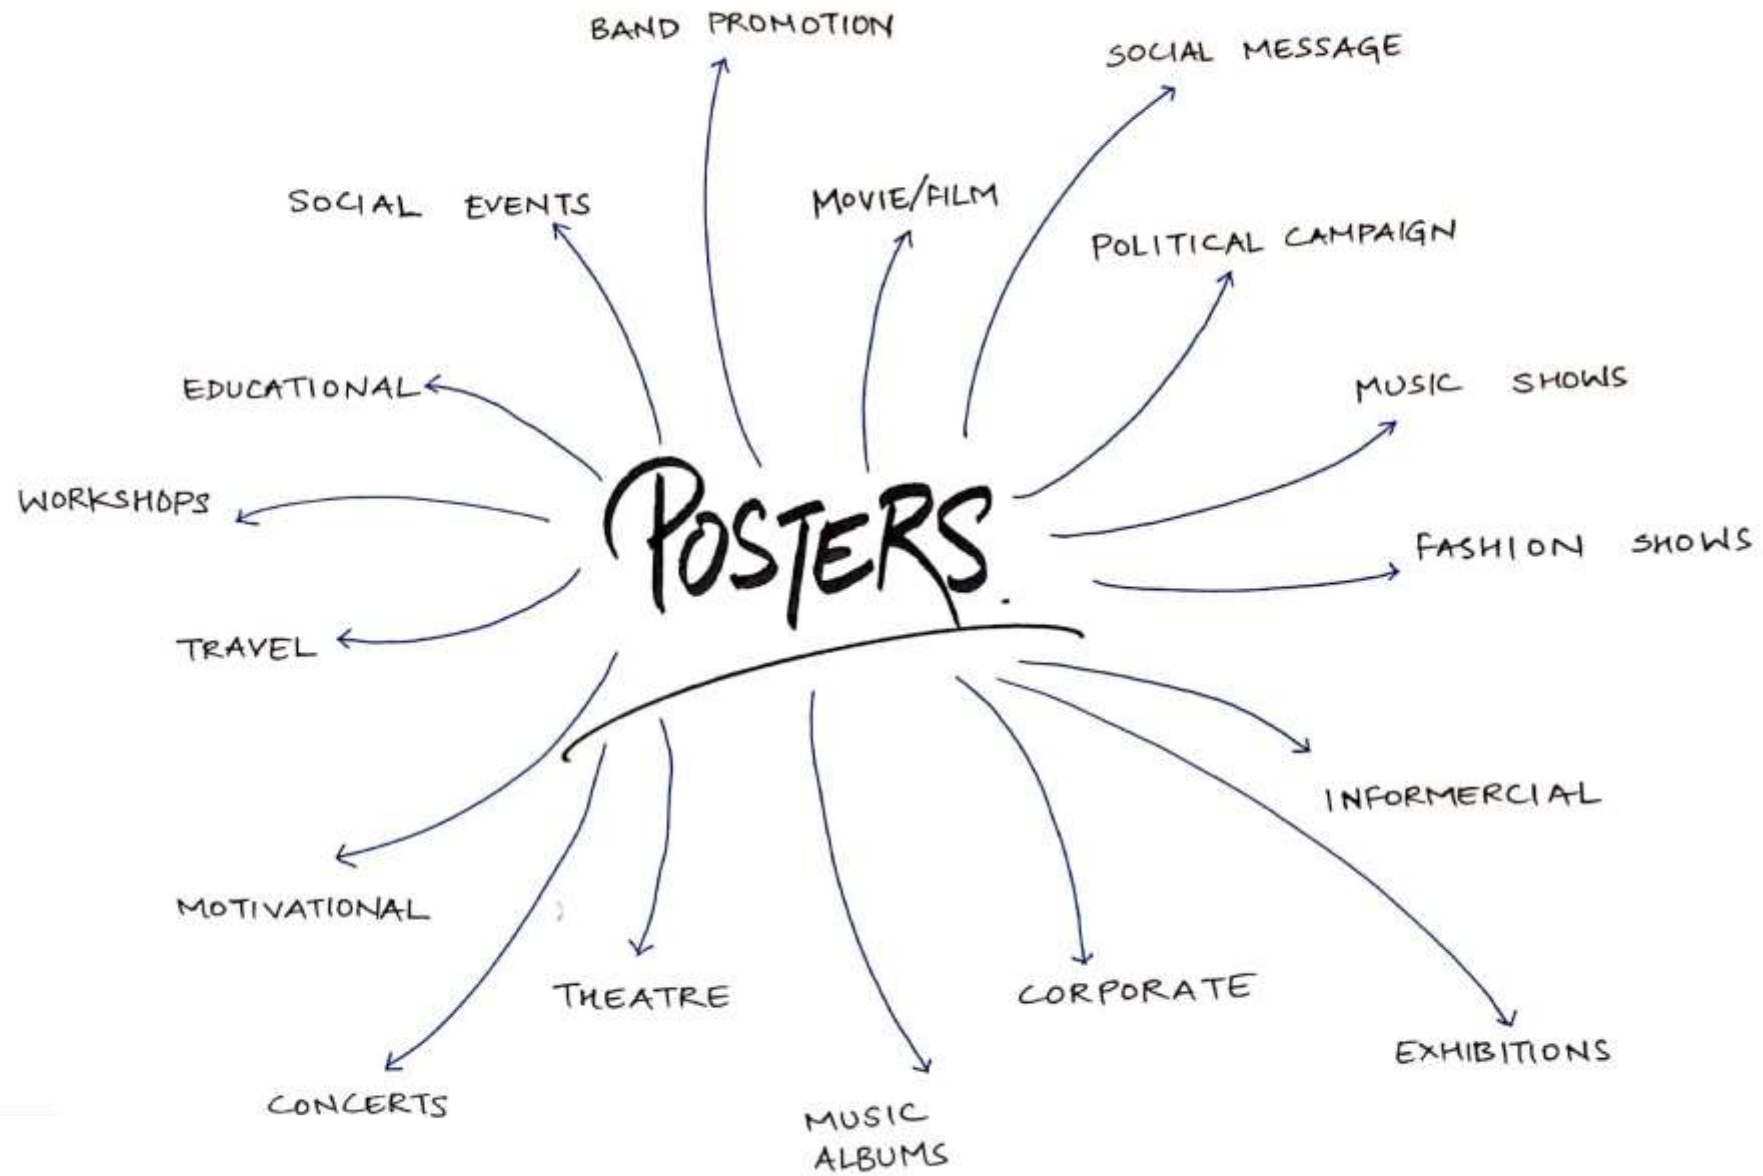 BAND PROMOTION
SOCIAL MESSAGE
SOCIAL EVENTS
MOVIE/FILM
POLITICAL CAMPAIGN
EDUCATIONAL
MUSIC SHOWS
WORKSHOPS
POSTERS.
FASHION SHOWS
TRAVEL
INFORMERCIAL
MOTIVATIONAL
THEATRE
CORPORATE
EXHIBITIONS
CONCERTS
MUSIC
ALBUMS